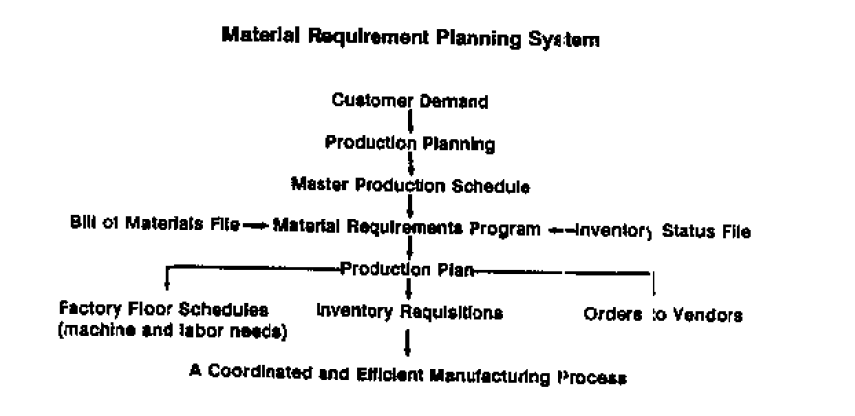 Material Requirement Planning System
Customer Demand
Production Planning
Master Production Schedule
Bill of Materials File Material Requirements Program Inventory Status File
Production Plan
Factory Floor Schedules Inventory Requisitions Orders to Vendors
(machine and labor needs)
A Coordinated and Efficient Manufacturing Process